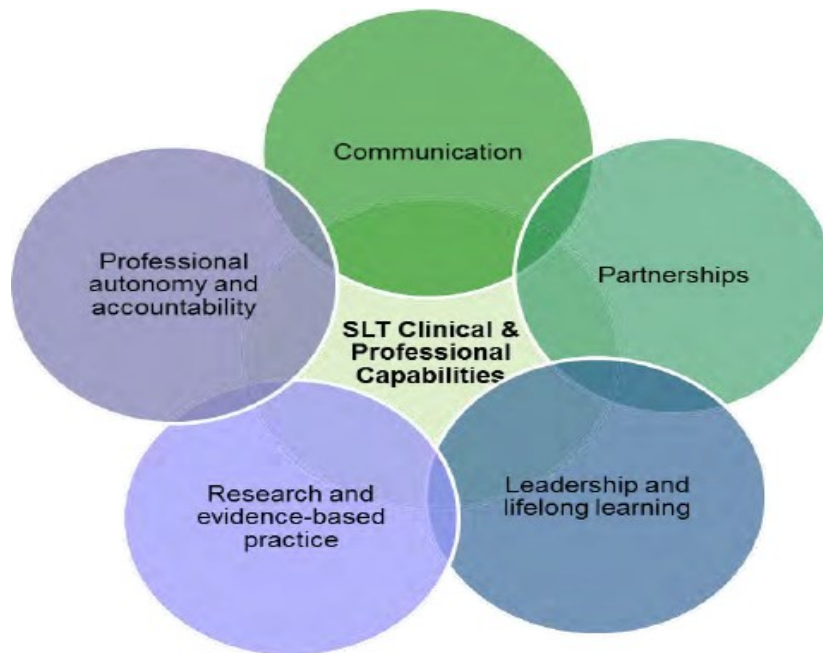 Communication
Partnerships
Professional
autonomy and
accountability
SLT Clinical &
Professional
Capabilities
Leadership and
lifelong learning
Research and
evidence-based
practice